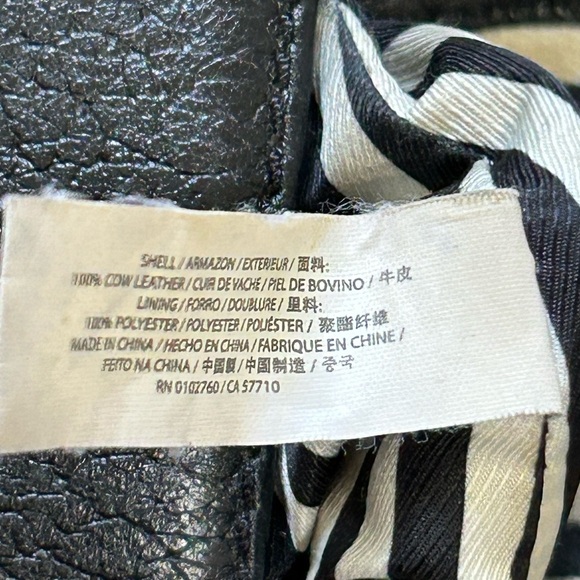 SHELL / ARMAZON / EXTERIEUR / 面料:
100% COW LEATHER / CUIR DE VACHE / PIEL DE BOVINO / 牛皮
LINING / FORRO / DOUBLURE / 里料:
100% POLYESTER / POLYESTER / POLIÉSTER / 聚酯纤维
MADE IN CHINA / HECHO EN CHINA / FABRIQUE EN CHINE /
FEITO NA CHINA / 中國製 / 中国制造 / 중국
RN 0102760 / CA 57710